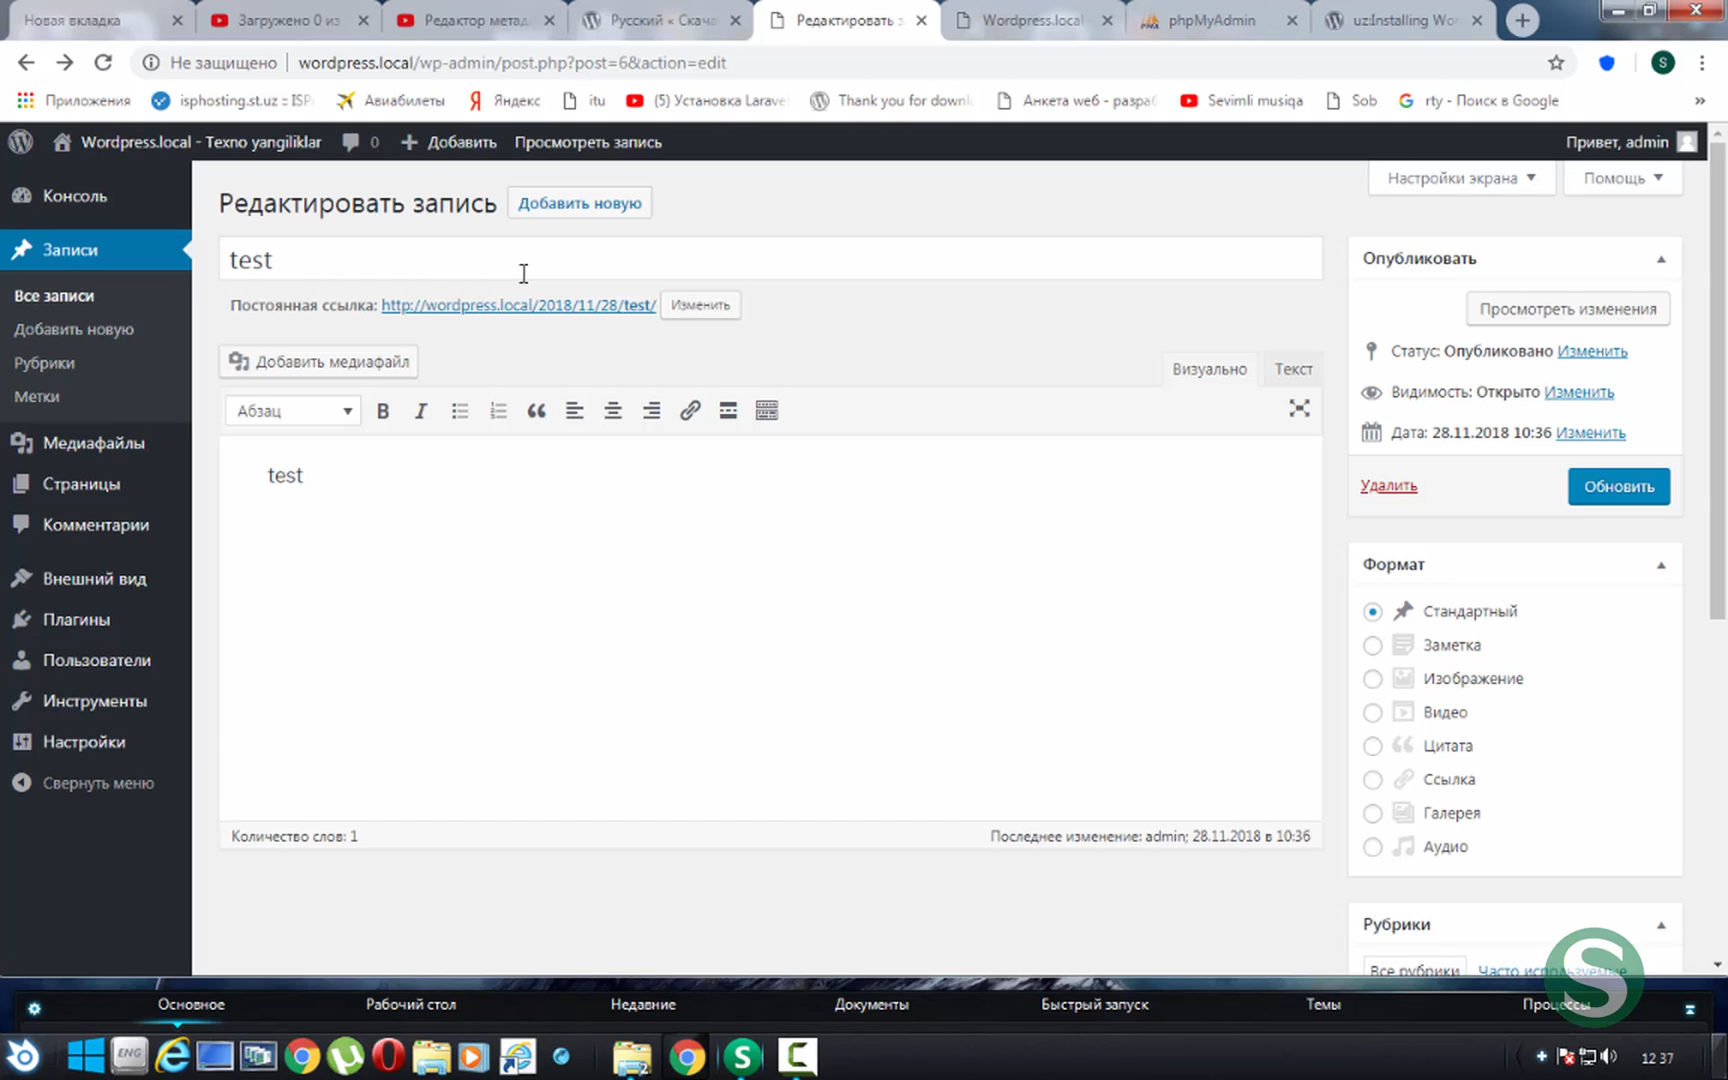 Новая вкладка
Загружено 0 из
Редактор метад
Русский « Скача
Редактировать з
Wordpress.local
phpMyAdmin
uz:Installing Wor
Не защищено
wordpress.local/wp-admin/post.php?post=6&action=edit
S
Приложения
isphosting.st.uz :: ISP
Авиабилеты
Яндекс
itu
(5) Установка Larave
Thank you for downl
Анкета web - разраб
Sevimli musiqa
Sob
rty - Поиск в Google
Wordpress.local - Texno yangiliklar
0
Добавить
Просмотреть запись
Привет, admin
Консоль
Записи
Все записи
Добавить новую
Рубрики
Метки
Медиафайлы
Страницы
Комментарии
Внешний вид
Плагины
Пользователи
Инструменты
Настройки
Свернуть меню
Настройки экрана
Помощь
Редактировать запись
Добавить новую
test
Постоянная ссылка: http://wordpress.local/2018/11/28/test/
Изменить
Добавить медиафайл
Визуально
Текст
Абзац
B
I
test
Количество слов: 1
Последнее изменение: admin; 28.11.2018 в 10:36
Опубликовать
Просмотреть изменения
Статус: Опубликовано Изменить
Видимость: Открыто Изменить
Дата: 28.11.2018 10:36 Изменить
Удалить
Обновить
Формат
Стандартный
Заметка
Изображение
Видео
Цитата
Ссылка
Галерея
Аудио
Рубрики
Все рубрики
Часто используемые
S
Основное
Рабочий стол
Недавние
Документы
Быстрый запуск
Темы
Процессы
ENG
S
C
12 37